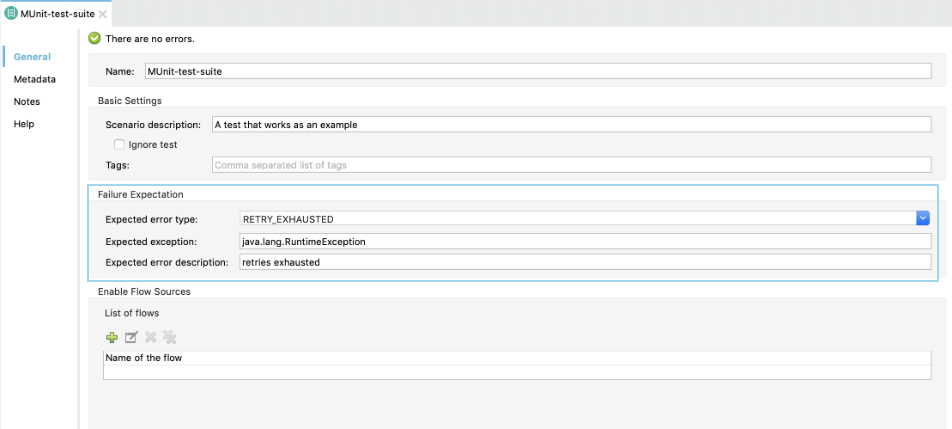 MUnit-test-suite
There are no errors.
General
Metadata
Notes
Help
Name: MUnit-test-suite
Basic Settings
Scenario description: A test that works as an example
Ignore test
Tags: Comma separated list of tags
Failure Expectation
Expected error type: RETRY_EXHAUSTED
Expected exception: java.lang.RuntimeException
Expected error description: retries exhausted
Enable Flow Sources
List of flows
Name of the flow